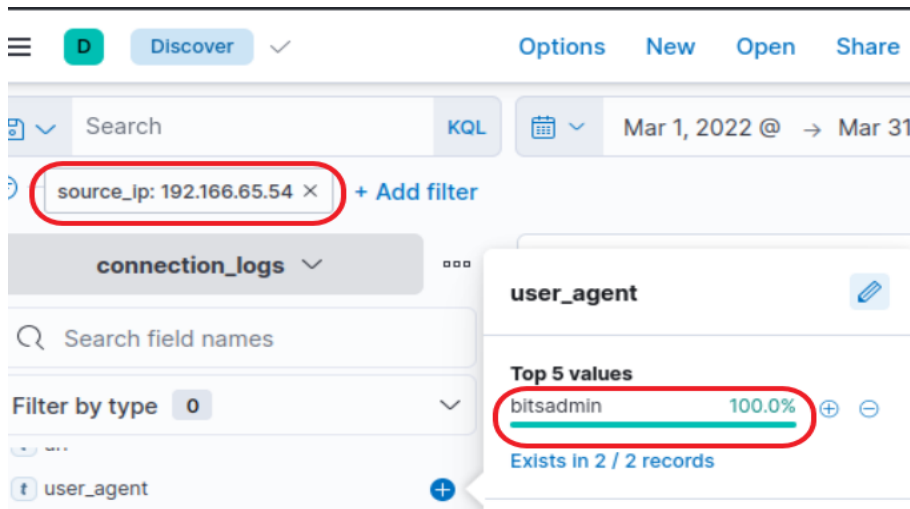 D Discover Options New Open Share
Search KQL Mar 1, 2022 @ → Mar 31
source_ip: 192.166.65.54 × + Add filter
connection_logs
user_agent
Search field names
Top 5 values
Filter by type 0
bitsadmin 100.0%
Exists in 2 / 2 records
t user_agent